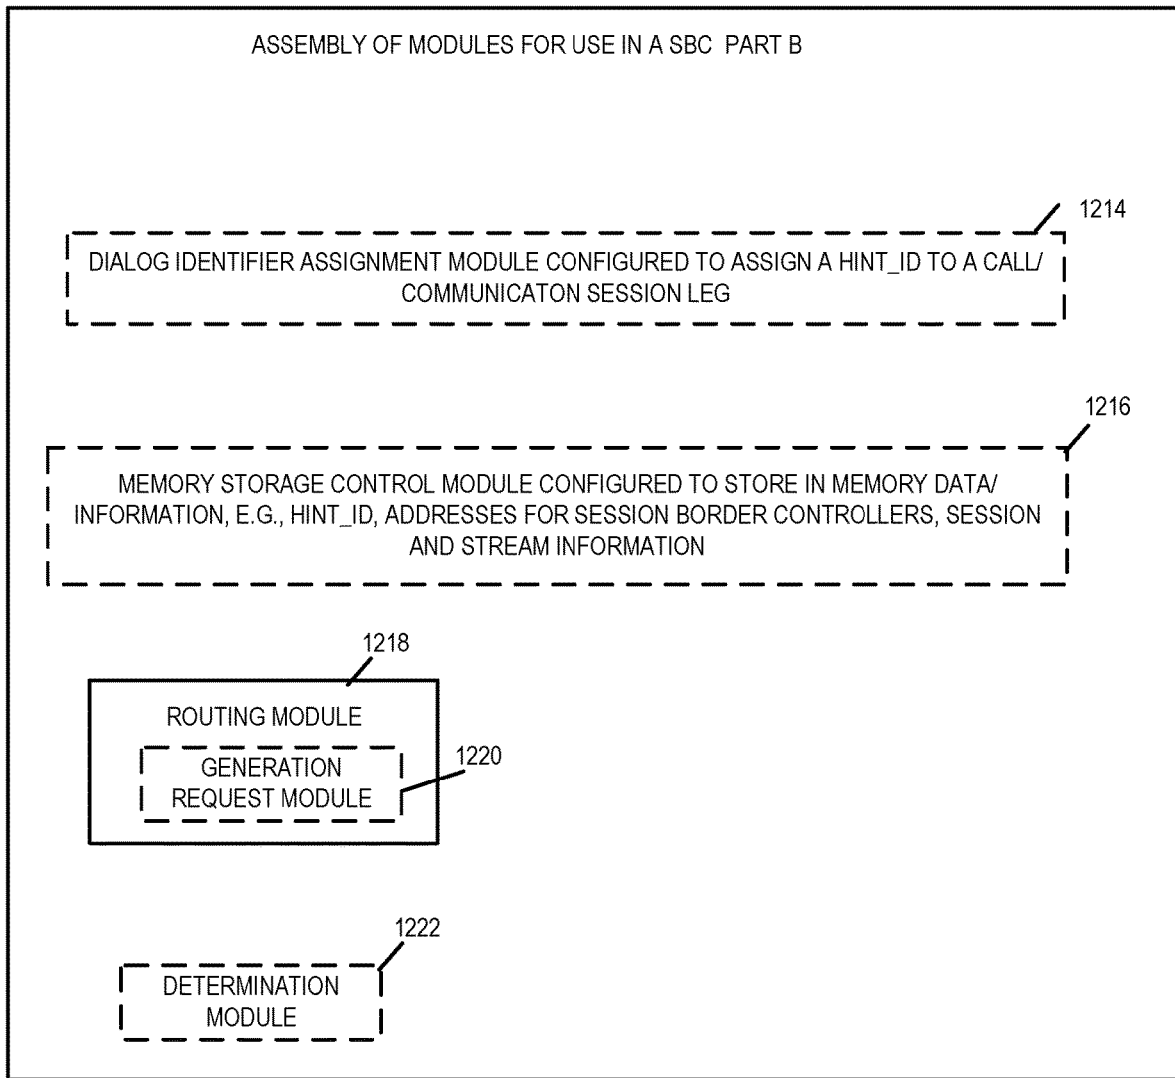 ASSEMBLY OF MODULES FOR USE IN A SBC PART B
1214
DIALOG IDENTIFIER ASSIGNMENT MODULE CONFIGURED TO ASSIGN A HINT_ID TO A CALL/
COMMUNICATON SESSION LEG
1216
MEMORY STORAGE CONTROL MODULE CONFIGURED TO STORE IN MEMORY DATA/
INFORMATION, E.G., HINT_ID, ADDRESSES FOR SESSION BORDER CONTROLLERS, SESSION
AND STREAM INFORMATION
1218
ROUTING MODULE
1220
GENERATION
REQUEST MODULE
1222
DETERMINATION
MODULE